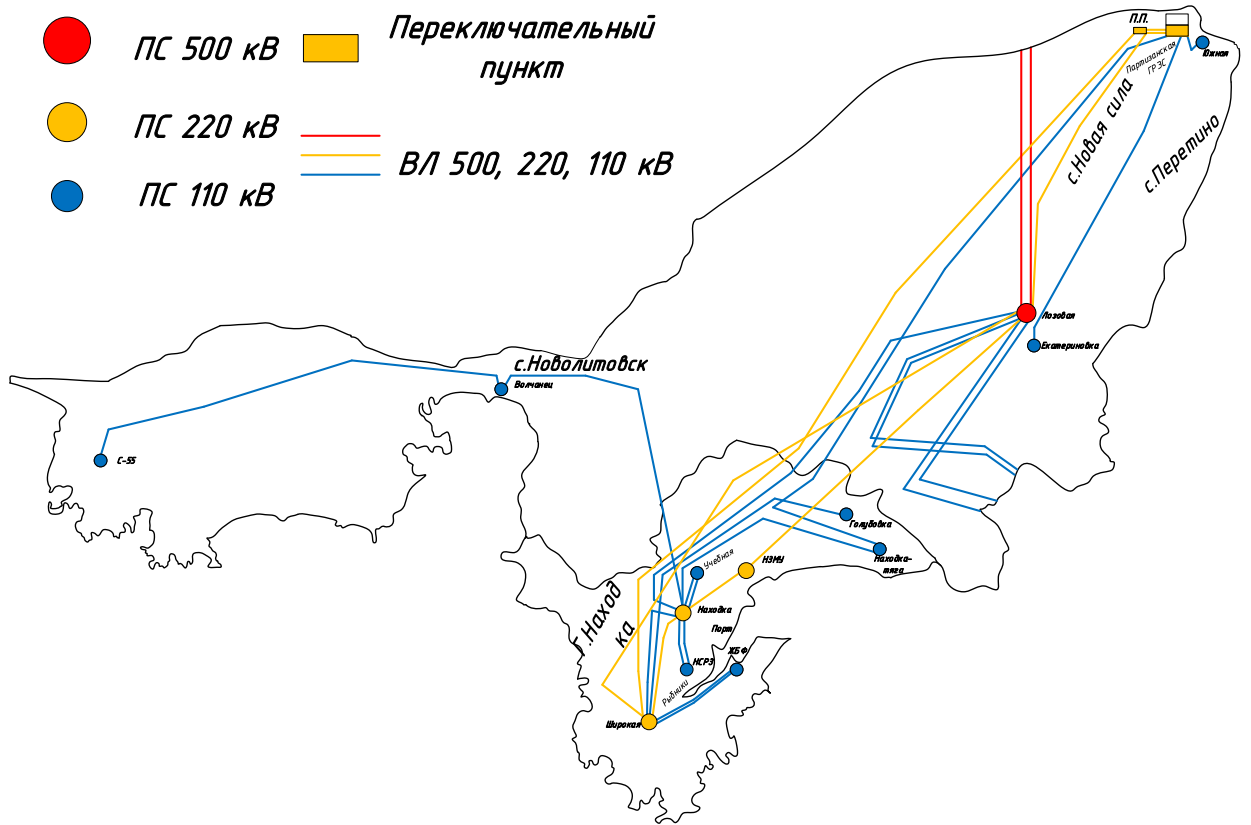 ПС 500 кВ
Переключательный
пункт
ПС 220 кВ
ВЛ 500, 220, 110 кВ
ПС 110 кВ
П.П.
Партизанская
ГРЭС
Южная
с.Новая сила
с.Перетино
Лозовая
Екатериновка
с.Новолитовск
Волчанец
С-55
Голубовка
Находка-
тяга
Учебная
НЗМУ
Г.Наход
ка
Находка
Порт
НСРЗ
ЖБФ
Рыбники
Широкая